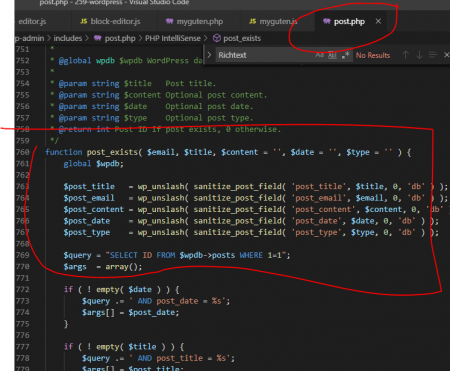 post.php - 259-wordpress - Visual Studio Code
editor.js block-editor.js myguten.php myguten.js post.php
p-admin > includes > post.php > PHP IntelliSense > post_exists
Richtext No Results
751 *
752 * @global wpdb $wpdb WordPress da
753 *
754 * @param string $title Post title.
755 * @param string $content Optional post content.
756 * @param string $date Optional post date.
757 * @param string $type Optional post type.
758 * @return int Post ID if post exists, 0 otherwise.
759 */
760 function post_exists( $email, $title, $content = '', $date = '', $type = '' ) {
761 global $wpdb;
762
763 $post_title = wp_unslash( sanitize_post_field( 'post_title', $title, 0, 'db' ) );
764 $post_email = wp_unslash( sanitize_post_field( 'post_email', $email, 0, 'db' ) );
765 $post_content = wp_unslash( sanitize_post_field( 'post_content', $content, 0, 'db'
766 $post_date = wp_unslash( sanitize_post_field( 'post_date', $date, 0, 'db' ) );
767 $post_type = wp_unslash( sanitize_post_field( 'post_type', $type, 0, 'db' ) );
768
769 $query = "SELECT ID FROM $wpdb->posts WHERE 1=1";
770 $args = array();
771
772 if ( ! empty( $date ) ) {
773 $query .= ' AND post_date = %s';
774 $args[] = $post_date;
775 }
776
777 if ( ! empty( $title ) ) {
778 $query .= ' AND post_title = %s';
779 $args[] = $post_title;